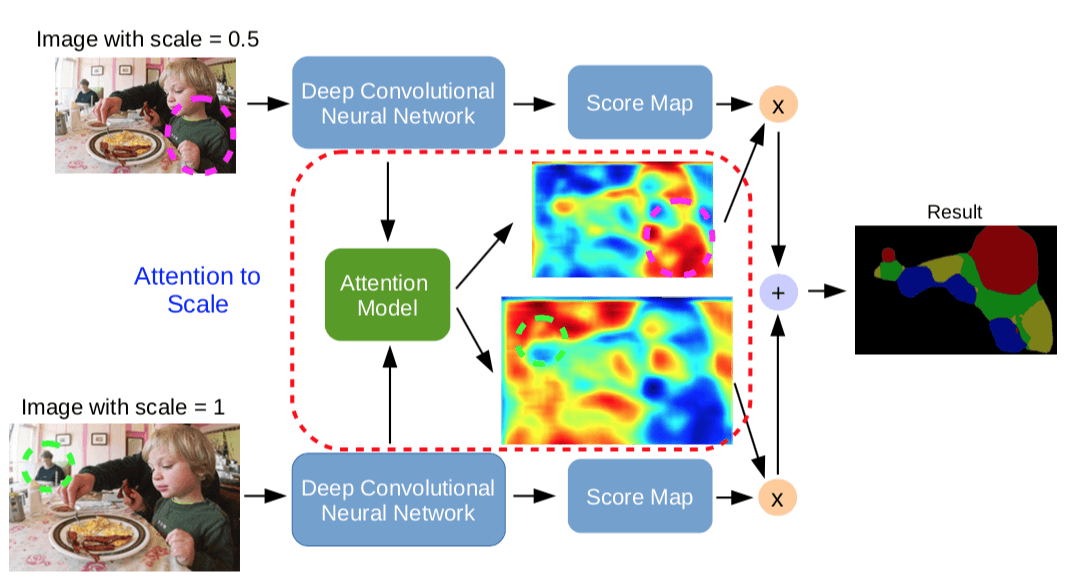 Image with scale = 0.5
Deep Convolutional
Neural Network
Score Map
x
Result
Attention to
Scale
Attention
Model
+
Image with scale = 1
Deep Convolutional
Neural Network
Score Map
x